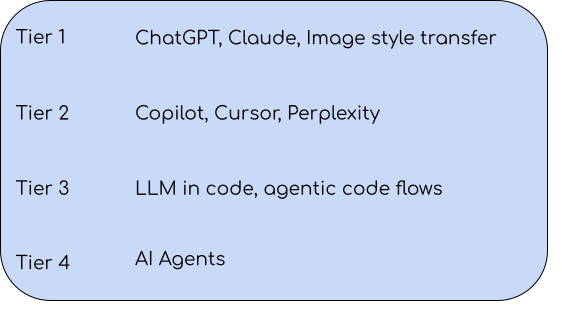 Tier 1 ChatGPT, Claude, Image style transfer
Tier 2 Copilot, Cursor, Perplexity
Tier 3 LLM in code, agentic code flows
Tier 4 AI Agents